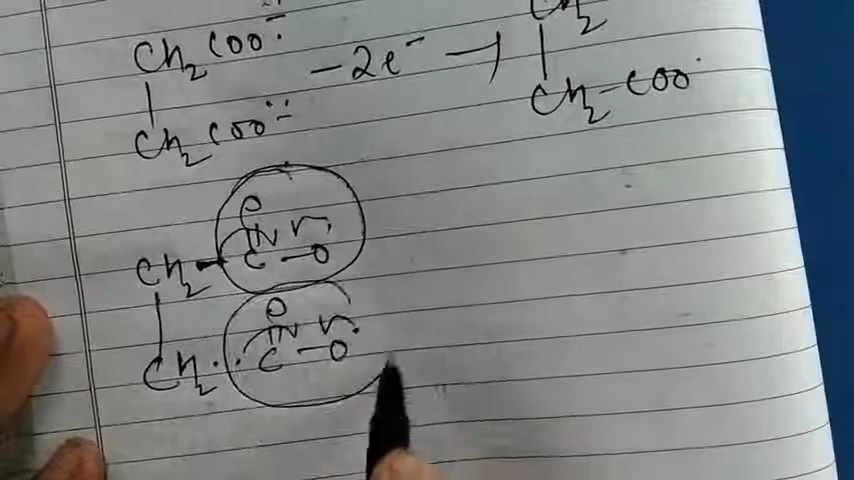 CH2
CH2COO:- -2e- →
CH2-COO·
CH2COO:-
O
CH2-C-O
O
CH2··C-O